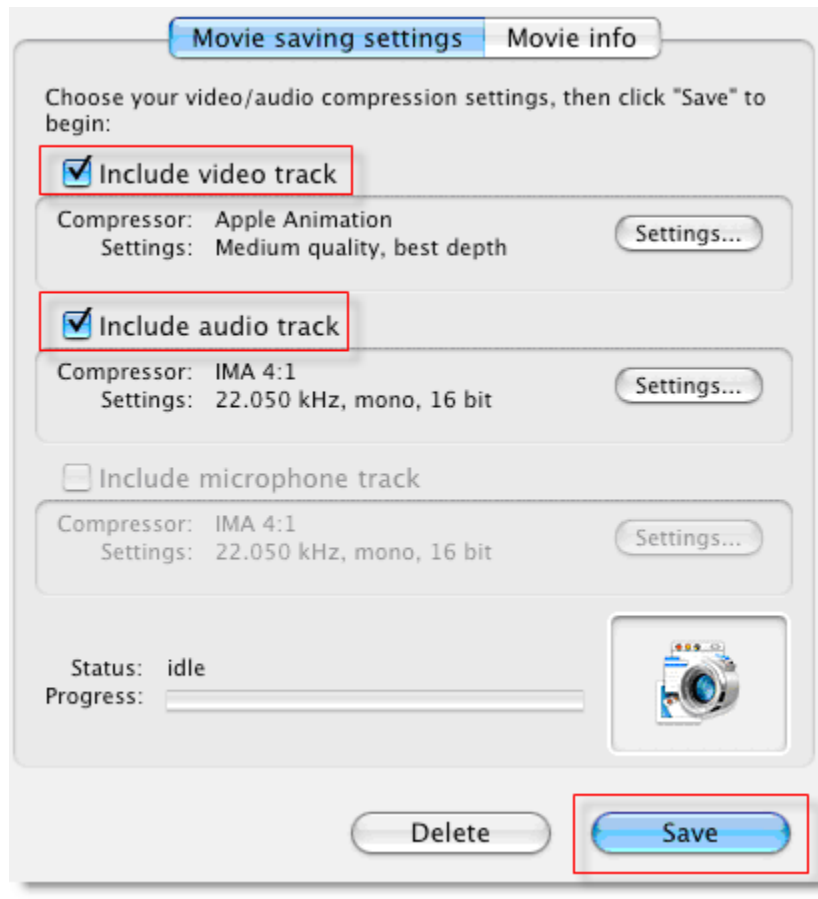 Movie saving settings Movie info
Choose your video/audio compression settings, then click "Save" to
begin:
Include video track
Compressor: Apple Animation
Settings: Medium quality, best depth
Settings...
Include audio track
Compressor: IMA 4:1
Settings: 22.050 kHz, mono, 16 bit
Settings...
Include microphone track
Compressor: IMA 4:1
Settings: 22.050 kHz, mono, 16 bit
Settings...
Status: idle
Progress:
Delete Save